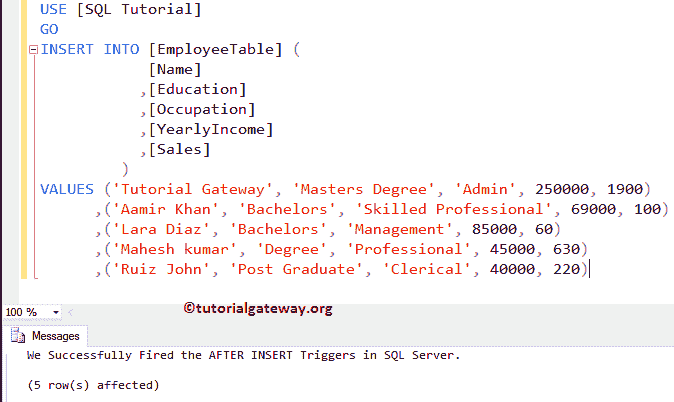 USE [SQL Tutorial]
GO
INSERT INTO [EmployeeTable] (
[Name]
,[Education]
,[Occupation]
,[YearlyIncome]
,[Sales]
)
VALUES ('Tutorial Gateway', 'Masters Degree', 'Admin', 250000, 1900)
,('Aamir Khan', 'Bachelors', 'Skilled Professional', 69000, 100)
,('Lara Diaz', 'Bachelors', 'Management', 85000, 60)
,('Mahesh kumar', 'Degree', 'Professional', 45000, 630)
,('Ruiz John', 'Post Graduate', 'Clerical', 40000, 220)
©tutorialgateway.org
100 %
Messages
We Successfully Fired the AFTER INSERT Triggers in SQL Server.
(5 row(s) affected)